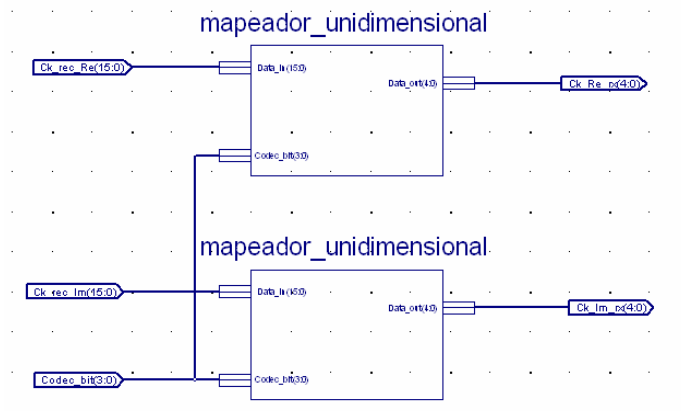 mapeador_unidimensional
Ck_rec_Re(15:0)
Data_In(15:0)
Data_out(4:0)
Ck_Re_rx(4:0)
Codec_bit(3:0)
mapeador_unidimensional
Ck_rec_Im(15:0)
Data_In(15:0)
Data_out(4:0)
Ck_Im_rx(4:0)
Codec_bit(3:0)
Codec_bit(3:0)